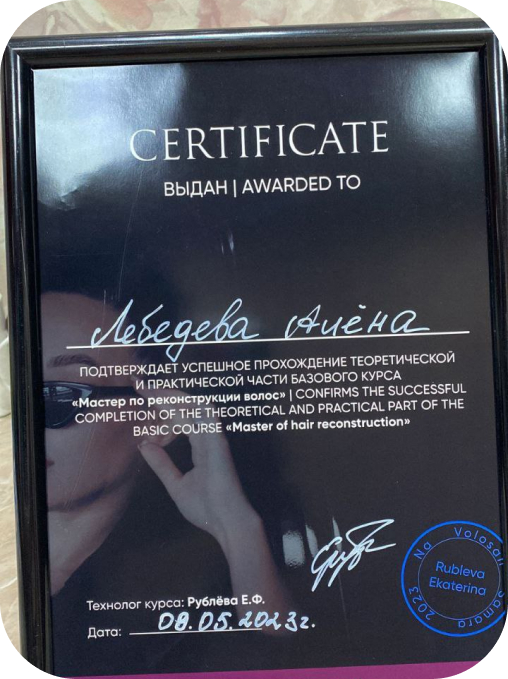 CERTIFICATE
ВЫДАН | AWARDED TO
Лебедева Алёна
ПОДТВЕРЖДАЕТ УСПЕШНОЕ ПРОХОЖДЕНИЕ ТЕОРЕТИЧЕСКОЙ
И ПРАКТИЧЕСКОЙ ЧАСТИ БАЗОВОГО КУРСА
«Мастер по реконструкции волос» | CONFIRMS THE SUCCESSFUL
COMPLETION OF THE THEORETICAL AND PRACTICAL PART OF THE
BASIC COURSE «Master of hair reconstruction»
Na Volosah Samara 2023
Rubleva
Ekaterina
Технолог курса: Рублёва Е.Ф.
Дата: 08.05.2023г.